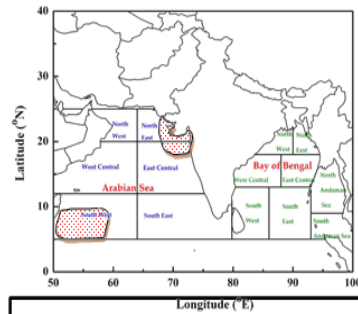 40
30
20
10
0
Latitude (°N)
North West
North East
North West
North East
West Central
East Central
Bay of Bengal
West Central
East Central
Arabian Sea
North Andaman Sea
South West
South East
South West
South East
South Andaman Sea
50 60 70 80 90 100
Longitude (°E)